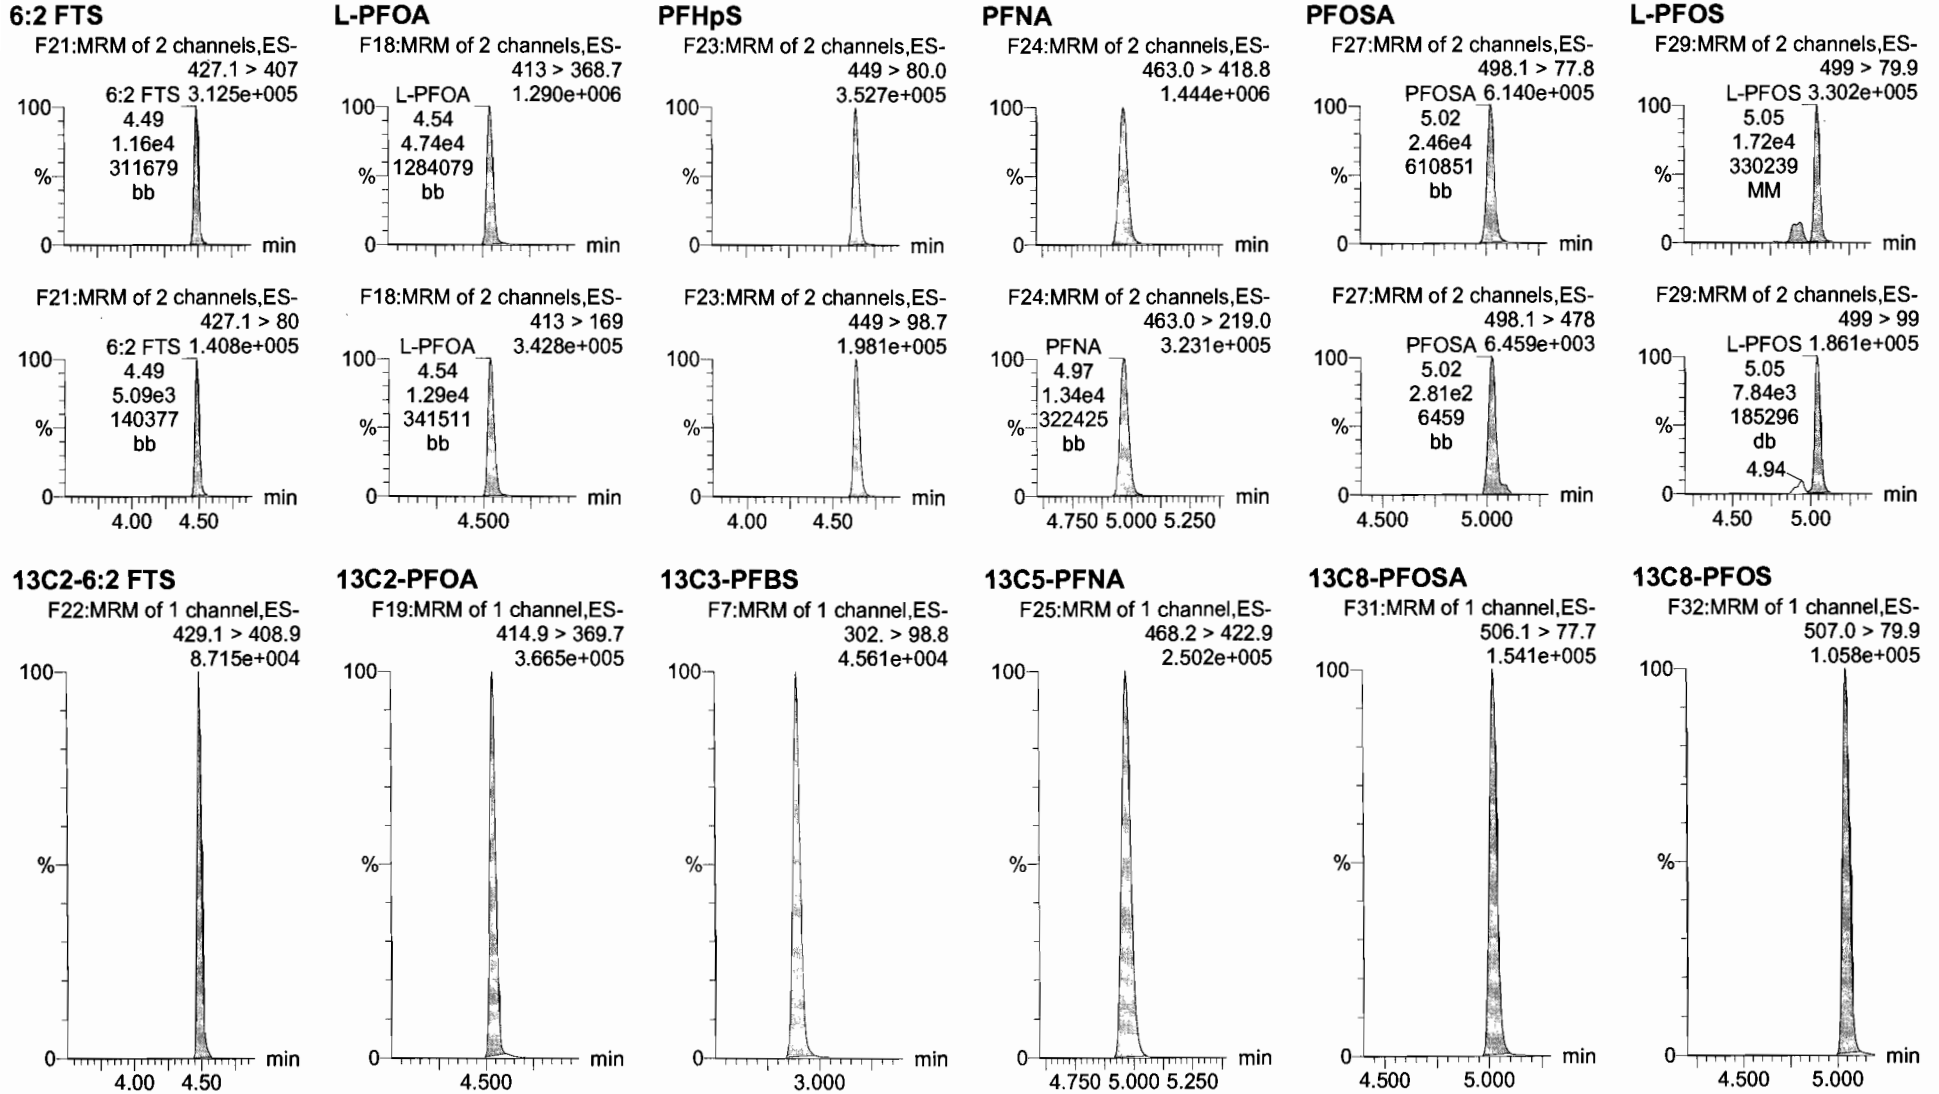 6:2 FTS
F21:MRM of 2 channels,ES-
427.1 > 407
6:2 FTS 3.125e+005
100
4.49
1.16e4
311679
bb
%
0
min
F21:MRM of 2 channels,ES-
427.1 > 80
6:2 FTS 1.408e+005
100
4.49
5.09e3
140377
bb
%
0
min
4.00 4.50
L-PFOA
F18:MRM of 2 channels,ES-
413 > 368.7
L-PFOA 1.290e+006
100
4.54
4.74e4
1284079
bb
%
0
min
F18:MRM of 2 channels,ES-
413 > 169
L-PFOA 3.428e+005
100
4.54
1.29e4
341511
bb
%
0
min
4.500
PFHpS
F23:MRM of 2 channels,ES-
449 > 80.0
3.527e+005
100
%
0
min
F23:MRM of 2 channels,ES-
449 > 98.7
1.981e+005
100
%
0
min
4.00 4.50
PFNA
F24:MRM of 2 channels,ES-
463.0 > 418.8
1.444e+006
100
%
0
min
F24:MRM of 2 channels,ES-
463.0 > 219.0
PFNA 3.231e+005
100
4.97
1.34e4
322425
bb
%
0
min
4.750 5.000 5.250
PFOSA
F27:MRM of 2 channels,ES-
498.1 > 77.8
PFOSA 6.140e+005
100
5.02
2.46e4
610851
bb
%
0
min
F27:MRM of 2 channels,ES-
498.1 > 478
PFOSA 6.459e+003
100
5.02
2.81e2
6459
bb
%
0
min
4.500 5.000
L-PFOS
F29:MRM of 2 channels,ES-
499 > 79.9
L-PFOS 3.302e+005
100
5.05
1.72e4
330239
MM
%
0
min
F29:MRM of 2 channels,ES-
499 > 99
L-PFOS 1.861e+005
100
5.05
7.84e3
185296
db
%
4.94
0
min
4.50 5.00
13C2-6:2 FTS
F22:MRM of 1 channel,ES-
429.1 > 408.9
8.715e+004
100
%
0
min
4.00 4.50
13C2-PFOA
F19:MRM of 1 channel,ES-
414.9 > 369.7
3.665e+005
100
%
0
min
4.500
13C3-PFBS
F7:MRM of 1 channel,ES-
302. > 98.8
4.561e+004
100
%
0
min
3.000
13C5-PFNA
F25:MRM of 1 channel,ES-
468.2 > 422.9
2.502e+005
100
%
0
min
4.750 5.000 5.250
13C8-PFOSA
F31:MRM of 1 channel,ES-
506.1 > 77.7
1.541e+005
100
%
0
min
4.500 5.000
13C8-PFOS
F32:MRM of 1 channel,ES-
507.0 > 79.9
1.058e+005
100
%
0
min
4.500 5.000